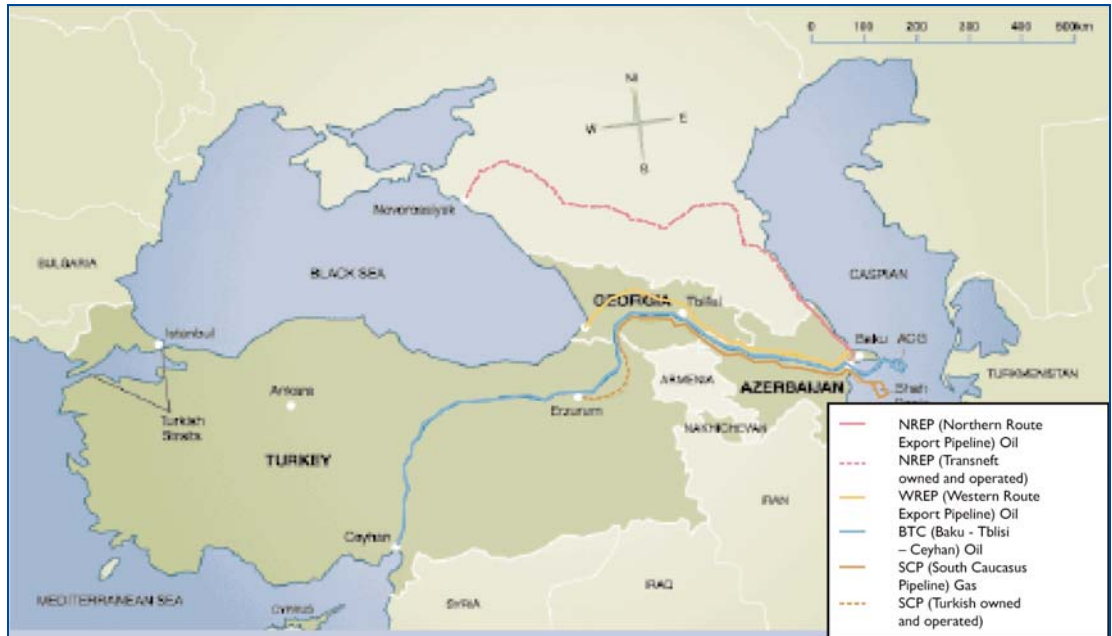 0 100 200 300 400 500km
N
W E
S
Novorossiysk
BULGARIA
BLACK SEA
CASPIAN
GEORGIA
Tbilisi
Istanbul
Baku
ACG
TURKMENISTAN
Ankara
ARMENIA
AZERBAIJAN
Shah
Erzurum
Turkish
Straits
NAKHICHEVAN
TURKEY
IRAN
Ceyhan
IRAQ
SYRIA
MEDITERRANEAN SEA
CYPRUS
NREP (Northern Route
Export Pipeline) Oil
NREP (Transneft
owned and operated)
WREP (Western Route
Export Pipeline) Oil
BTC (Baku - Tblisi
– Ceyhan) Oil
SCP (South Caucasus
Pipeline) Gas
SCP (Turkish owned
and operated)